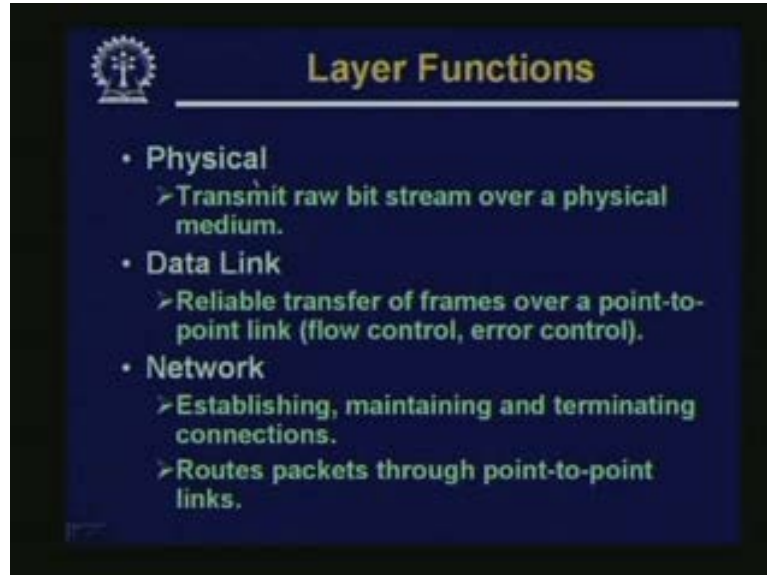 Layer Functions
• Physical
➢Transmit raw bit stream over a physical
medium.
• Data Link
➢Reliable transfer of frames over a point-to-
point link (flow control, error control).
• Network
➢Establishing, maintaining and terminating
connections.
➢Routes packets through point-to-point
links.